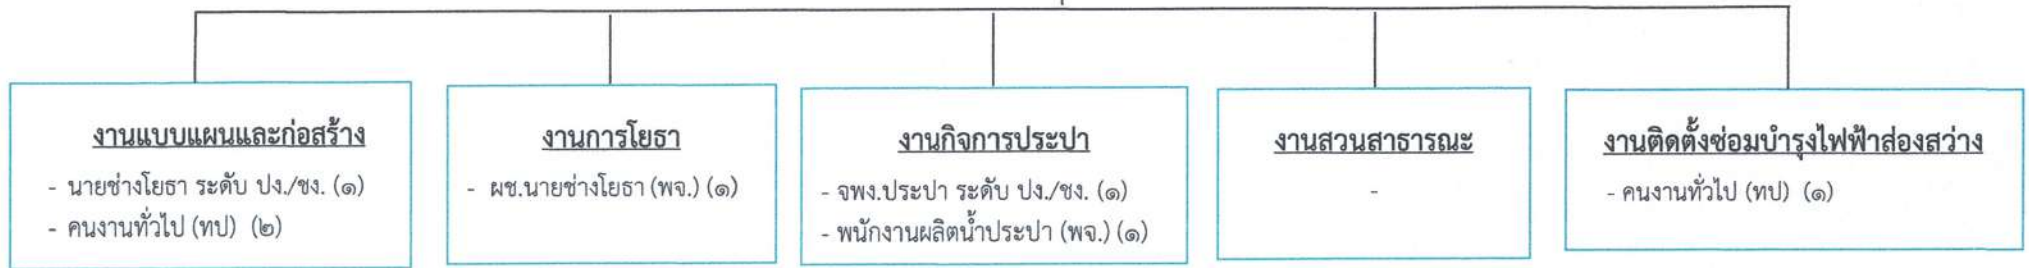 งานแบบแผนและก่อสร้าง
- นายช่างโยธา ระดับ ปง./ชง. (๑)
- คนงานทั่วไป (ทป) (๒)
งานการโยธา
- ผช.นายช่างโยธา (พจ.) (๑)
งานกิจการประปา
- จพง.ประปา ระดับ ปง./ชง. (๑)
- พนักงานผลิตน้ำประปา (พจ.) (๑)
งานสวนสาธารณะ
-
งานติดตั้งซ่อมบำรุงไฟฟ้าส่องสว่าง
- คนงานทั่วไป (ทป) (๑)